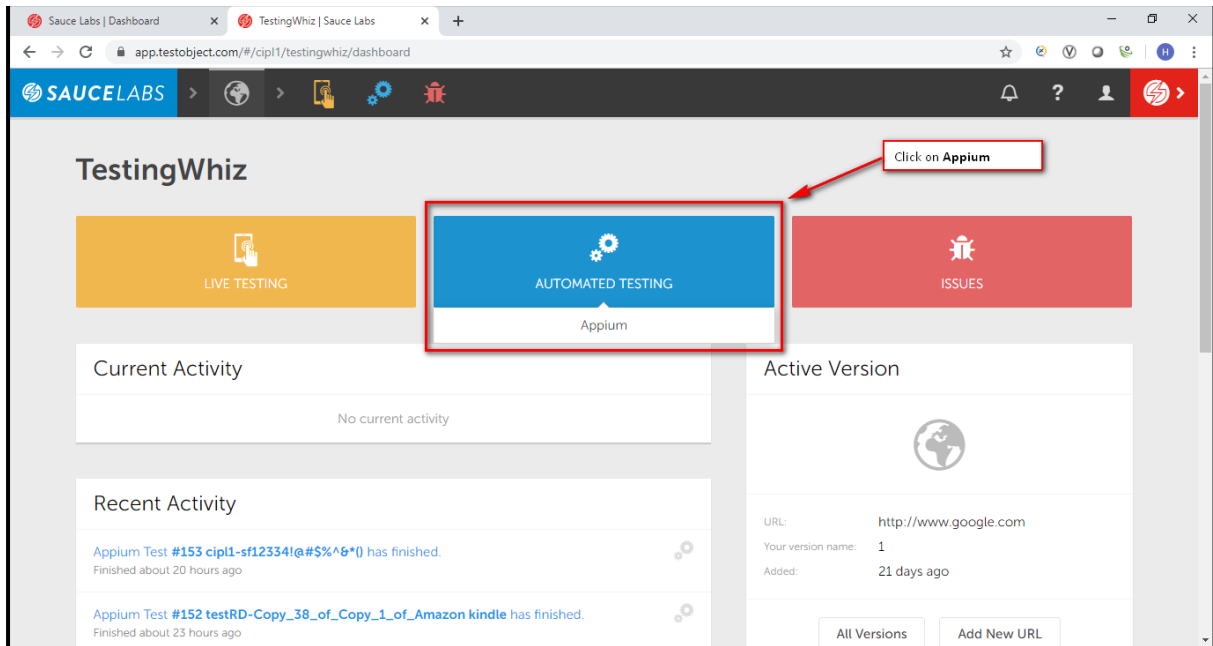 Sauce Labs | Dashboard
TestingWhiz | Sauce Labs
app.testobject.com/#/cipl1/testingwhiz/dashboard
H
SAUCELABS
?
Click on Appium
TestingWhiz
LIVE TESTING
AUTOMATED TESTING
ISSUES
Appium
Current Activity
No current activity
Active Version
Recent Activity
Appium Test #153 cipl1-sf12334!@#$%^&*() has finished.
Finished about 20 hours ago
Appium Test #152 testRD-Copy_38_of_Copy_1_of_Amazon kindle has finished.
Finished about 23 hours ago
URL: http://www.google.com
Your version name: 1
Added: 21 days ago
All Versions
Add New URL